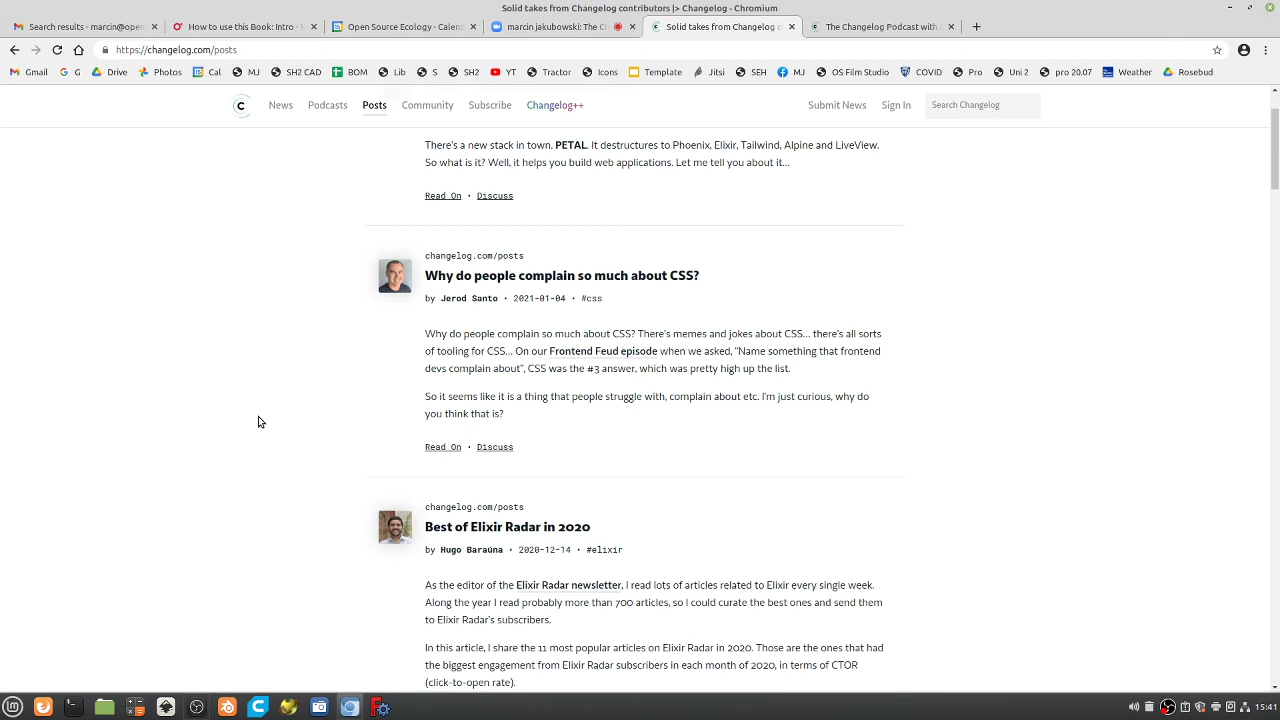 Solid takes from Changelog contributors |> Changelog - Chromium
Search results - marcin@open
How to use this Book: Intro - H
Open Source Ecology - Calend
marcin jakubowski: The Ch
Solid takes from Changelog c
The Changelog Podcast with A
https://changelog.com/posts
Gmail
G
Drive
Photos
Cal
MJ
SH2 CAD
BOM
Lib
S
SH2
YT
Tractor
Icons
Template
Jitsi
SEH
MJ
OS Film Studio
COVID
Pro
Uni 2
pro 20.07
Weather
Rosebud
News
Podcasts
Posts
Community
Subscribe
Changelog++
Submit News
Sign In
Search Changelog
There's a new stack in town. PETAL. It destructures to Phoenix, Elixir, Tailwind, Alpine and LiveView.
So what is it? Well, it helps you build web applications. Let me tell you about it...
Read On • Discuss
changelog.com/posts
Why do people complain so much about CSS?
by Jerod Santo • 2021-01-04 • #css
Why do people complain so much about CSS? There's memes and jokes about CSS... there's all sorts
of tooling for CSS... On our Frontend Feud episode when we asked, "Name something that frontend
devs complain about", CSS was the #3 answer, which was pretty high up the list.
So it seems like it is a thing that people struggle with, complain about etc. I'm just curious, why do
you think that is?
Read On • Discuss
changelog.com/posts
Best of Elixir Radar in 2020
by Hugo Baraúna • 2020-12-14 • #elixir
As the editor of the Elixir Radar newsletter, I read lots of articles related to Elixir every single week.
Along the year I read probably more than 700 articles, so I could curate the best ones and send them
to Elixir Radar's subscribers.
In this article, I share the 11 most popular articles on Elixir Radar in 2020. Those are the ones that had
the biggest engagement from Elixir Radar subscribers in each month of 2020, in terms of CTOR
(click-to-open rate).
15:41